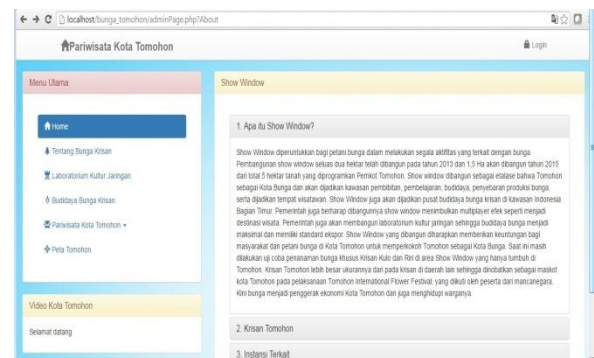 localhost/bunga_tomohon/adminPage.php?About
Pariwisata Kota Tomohon
Login
Menu Utama
Home
Tentang Bunga Krisan
Laboratorium Kultur Jaringan
Budidaya Bunga Krisan
Pariwisata Kota Tomohon
Peta Tomohon
Video Kota Tomohon
Selamat datang
Show Window
1. Apa itu Show Window?
Show Window diperuntukkan bagi petani bunga dalam melakukan segala aktifitas yang terkait dengan bunga.
Pembangunan show window seluas dua hektar telah dibangun pada tahun 2013 dan 1,5 Ha akan dibangun tahun 2015
dari total 5 hektar tanah yang diprogramkan Pemkot Tomohon. Show window dibangun sebagai etalase bahwa Tomohon
sebagai Kota Bunga dan akan dijadikan kawasan pembibitan, pembelajaran, budidaya, penyebaran produksi bunga,
serta dijadikan tempat wisatawan. Show Window juga akan dijadikan pusat budidaya bunga krisan di kawasan Indonesia
Bagian Timur. Pemerintah juga berharap dibangunnya show window menimbulkan multiplayer efek seperti menjadi
destinasi wisata. Pemerintah juga akan membangun laboratorium kultur jaringan sehingga budidaya bunga menjadi
maksimal dan memiliki standard ekspor. Show Window yang dibangun diharapkan memberikan keuntungan bagi
masyarakat dan petani bunga di Kota Tomohon untuk memperkokoh Tomohon sebagai Kota Bunga. Saat ini masih
dilakukan uji coba penanaman bunga khusus Krisan Kulo dan Riri di area Show Window yang hanya tumbuh di
Tomohon. Krisan Tomohon lebih besar ukurannya dari pada krisan di daerah lain sehingga dinobatkan sebagai maskot
kota Tomohon pada pelaksanaan Tomohon International Flower Festival, yang diikuti oleh peserta dari mancanegara.
Kini bunga menjadi penggerak ekonomi Kota Tomohon dan juga menghidupi warganya.
2. Krisan Tomohon
3. Instansi Terkait